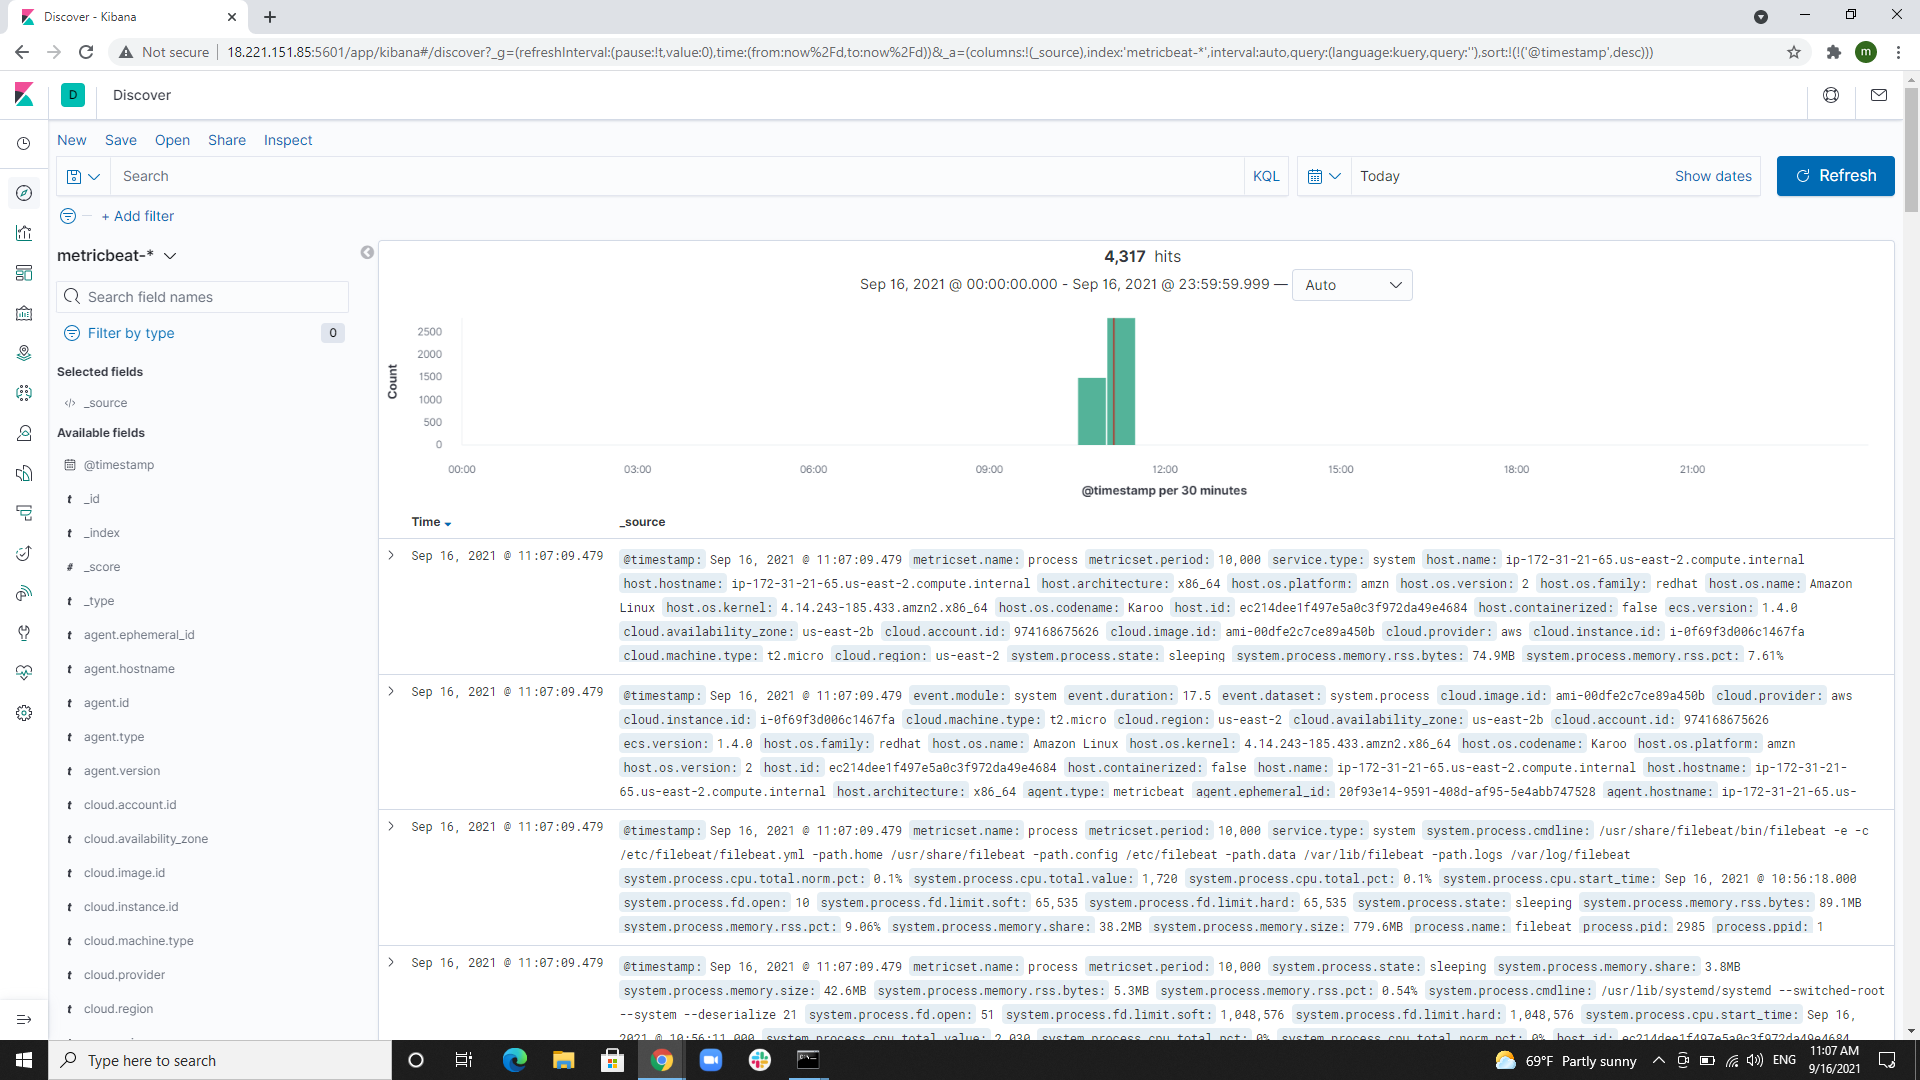 Discover - Kibana
Not secure 18.221.151.85:5601/app/kibana#/discover?_g=(refreshInterval:(pause:!t,value:0),time:(from:now%2Fd,to:now%2Fd))&_a=(columns:!(_source),index:'metricbeat-*',interval:auto,query:(language:kuery,query:''),sort:!(!('@timestamp',desc)))
m
D Discover
New Save Open Share Inspect
Search KQL Today Show dates Refresh
+ Add filter
metricbeat-*
Search field names
Filter by type 0
Selected fields
</> _source
Available fields
@timestamp
t _id
t _index
# _score
t _type
t agent.ephemeral_id
t agent.hostname
t agent.id
t agent.type
t agent.version
t cloud.account.id
t cloud.availability_zone
t cloud.image.id
t cloud.instance.id
t cloud.machine.type
t cloud.provider
t cloud.region
4,317 hits
Sep 16, 2021 @ 00:00:00.000 - Sep 16, 2021 @ 23:59:59.999 — Auto
Count
2500
2000
1500
1000
500
0
00:00 03:00 06:00 09:00 12:00 15:00 18:00 21:00
@timestamp per 30 minutes
Time _source
Sep 16, 2021 @ 11:07:09.479 @timestamp: Sep 16, 2021 @ 11:07:09.479 metricset.name: process metricset.period: 10,000 service.type: system host.name: ip-172-31-21-65.us-east-2.compute.internal
host.hostname: ip-172-31-21-65.us-east-2.compute.internal host.architecture: x86_64 host.os.platform: amzn host.os.version: 2 host.os.family: redhat host.os.name: Amazon
Linux host.os.kernel: 4.14.243-185.433.amzn2.x86_64 host.os.codename: Karoo host.id: ec214dee1f497e5a0c3f972da49e4684 host.containerized: false ecs.version: 1.4.0
cloud.availability_zone: us-east-2b cloud.account.id: 974168675626 cloud.image.id: ami-00dfe2c7ce89a450b cloud.provider: aws cloud.instance.id: i-0f69f3d006c1467fa
cloud.machine.type: t2.micro cloud.region: us-east-2 system.process.state: sleeping system.process.memory.rss.bytes: 74.9MB system.process.memory.rss.pct: 7.61%
Sep 16, 2021 @ 11:07:09.479 @timestamp: Sep 16, 2021 @ 11:07:09.479 event.module: system event.duration: 17.5 event.dataset: system.process cloud.image.id: ami-00dfe2c7ce89a450b cloud.provider: aws
cloud.instance.id: i-0f69f3d006c1467fa cloud.machine.type: t2.micro cloud.region: us-east-2 cloud.availability_zone: us-east-2b cloud.account.id: 974168675626
ecs.version: 1.4.0 host.os.family: redhat host.os.name: Amazon Linux host.os.kernel: 4.14.243-185.433.amzn2.x86_64 host.os.codename: Karoo host.os.platform: amzn
host.os.version: 2 host.id: ec214dee1f497e5a0c3f972da49e4684 host.containerized: false host.name: ip-172-31-21-65.us-east-2.compute.internal host.hostname: ip-172-31-21-
65.us-east-2.compute.internal host.architecture: x86_64 agent.type: metricbeat agent.ephemeral_id: 20f93e14-9591-408d-af95-5e4abb747528 agent.hostname: ip-172-31-21-65.us-
Sep 16, 2021 @ 11:07:09.479 @timestamp: Sep 16, 2021 @ 11:07:09.479 metricset.name: process metricset.period: 10,000 service.type: system system.process.cmdline: /usr/share/filebeat/bin/filebeat -e -c
/etc/filebeat/filebeat.yml -path.home /usr/share/filebeat -path.config /etc/filebeat -path.data /var/lib/filebeat -path.logs /var/log/filebeat
system.process.cpu.total.norm.pct: 0.1% system.process.cpu.total.value: 1,720 system.process.cpu.total.pct: 0.1% system.process.cpu.start_time: Sep 16, 2021 @ 10:56:18.000
system.process.fd.open: 10 system.process.fd.limit.soft: 65,535 system.process.fd.limit.hard: 65,535 system.process.state: sleeping system.process.memory.rss.bytes: 89.1MB
system.process.memory.rss.pct: 9.06% system.process.memory.share: 38.2MB system.process.memory.size: 779.6MB process.name: filebeat process.pid: 2985 process.ppid: 1
Sep 16, 2021 @ 11:07:09.479 @timestamp: Sep 16, 2021 @ 11:07:09.479 metricset.name: process metricset.period: 10,000 system.process.state: sleeping system.process.memory.share: 3.8MB
system.process.memory.size: 42.6MB system.process.memory.rss.bytes: 5.3MB system.process.memory.rss.pct: 0.54% system.process.cmdline: /usr/lib/systemd/systemd --switched-root
--system --deserialize 21 system.process.fd.open: 51 system.process.fd.limit.soft: 1,048,576 system.process.fd.limit.hard: 1,048,576 system.process.cpu.start_time: Sep 16,
2021 @ 10:56:11.000 system.process.cpu.total.value: 2,030 system.process.cpu.total.pct: 0% system.process.cpu.total.norm.pct: 0% host.id: ec214dee1f497e5a0c3f972da49e4684
Type here to search 69°F Partly sunny ENG 11:07 AM
9/16/2021